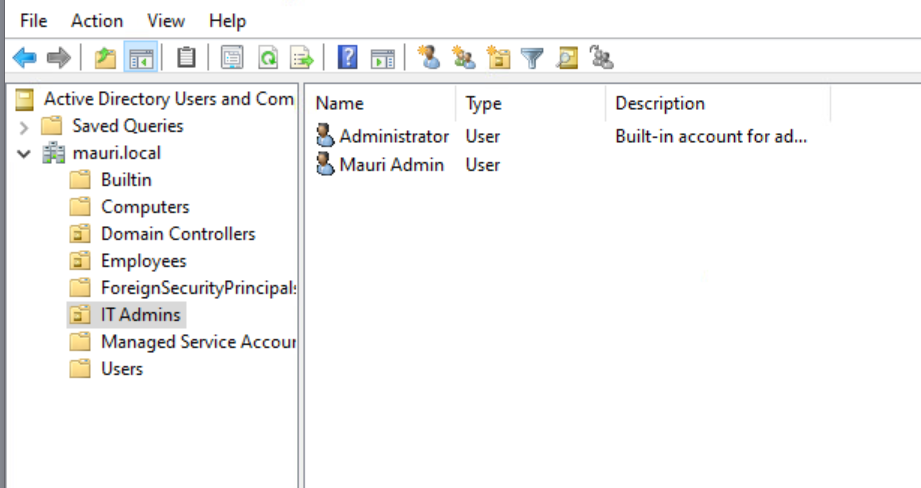 File Action View Help
Active Directory Users and Com
Saved Queries
mauri.local
Builtin
Computers
Domain Controllers
Employees
ForeignSecurityPrincipals
IT Admins
Managed Service Accour
Users
Name Type Description
Administrator User Built-in account for ad...
Mauri Admin User